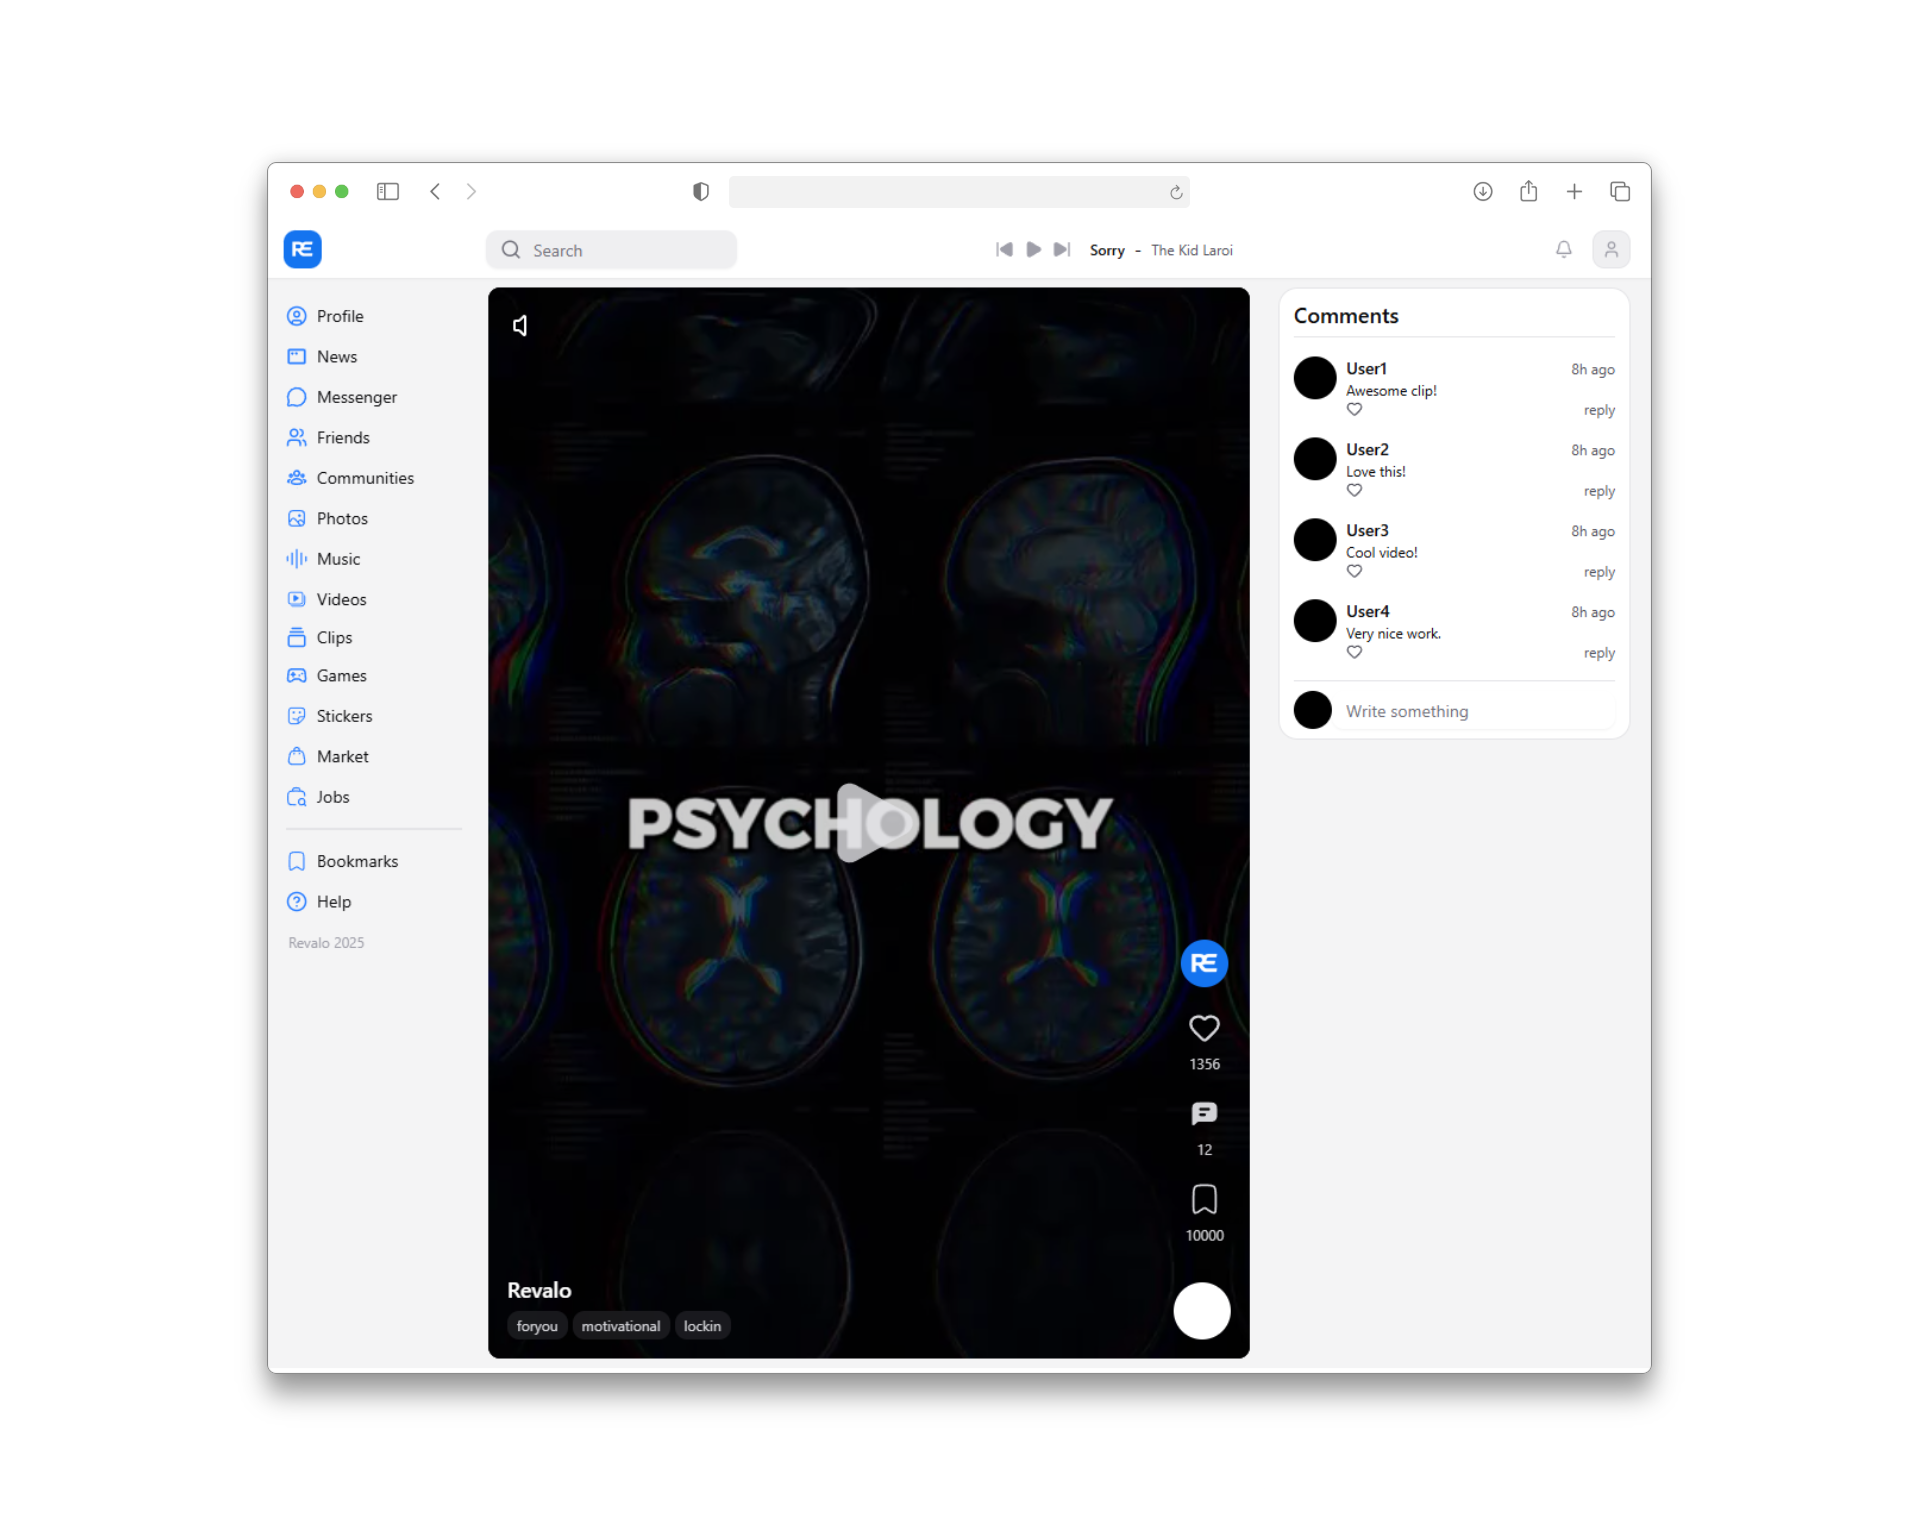 RE
Search
Sorry - The Kid Laroi
Profile
News
Messenger
Friends
Communities
Photos
Music
Videos
Clips
Games
Stickers
Market
Jobs
Bookmarks
Help
Revalo 2025
PSYCHOLOGY
RE
1356
12
10000
Revalo
foryou motivational lockin
Comments
User1 8h ago
Awesome clip!
reply
User2 8h ago
Love this!
reply
User3 8h ago
Cool video!
reply
User4 8h ago
Very nice work.
reply
Write something